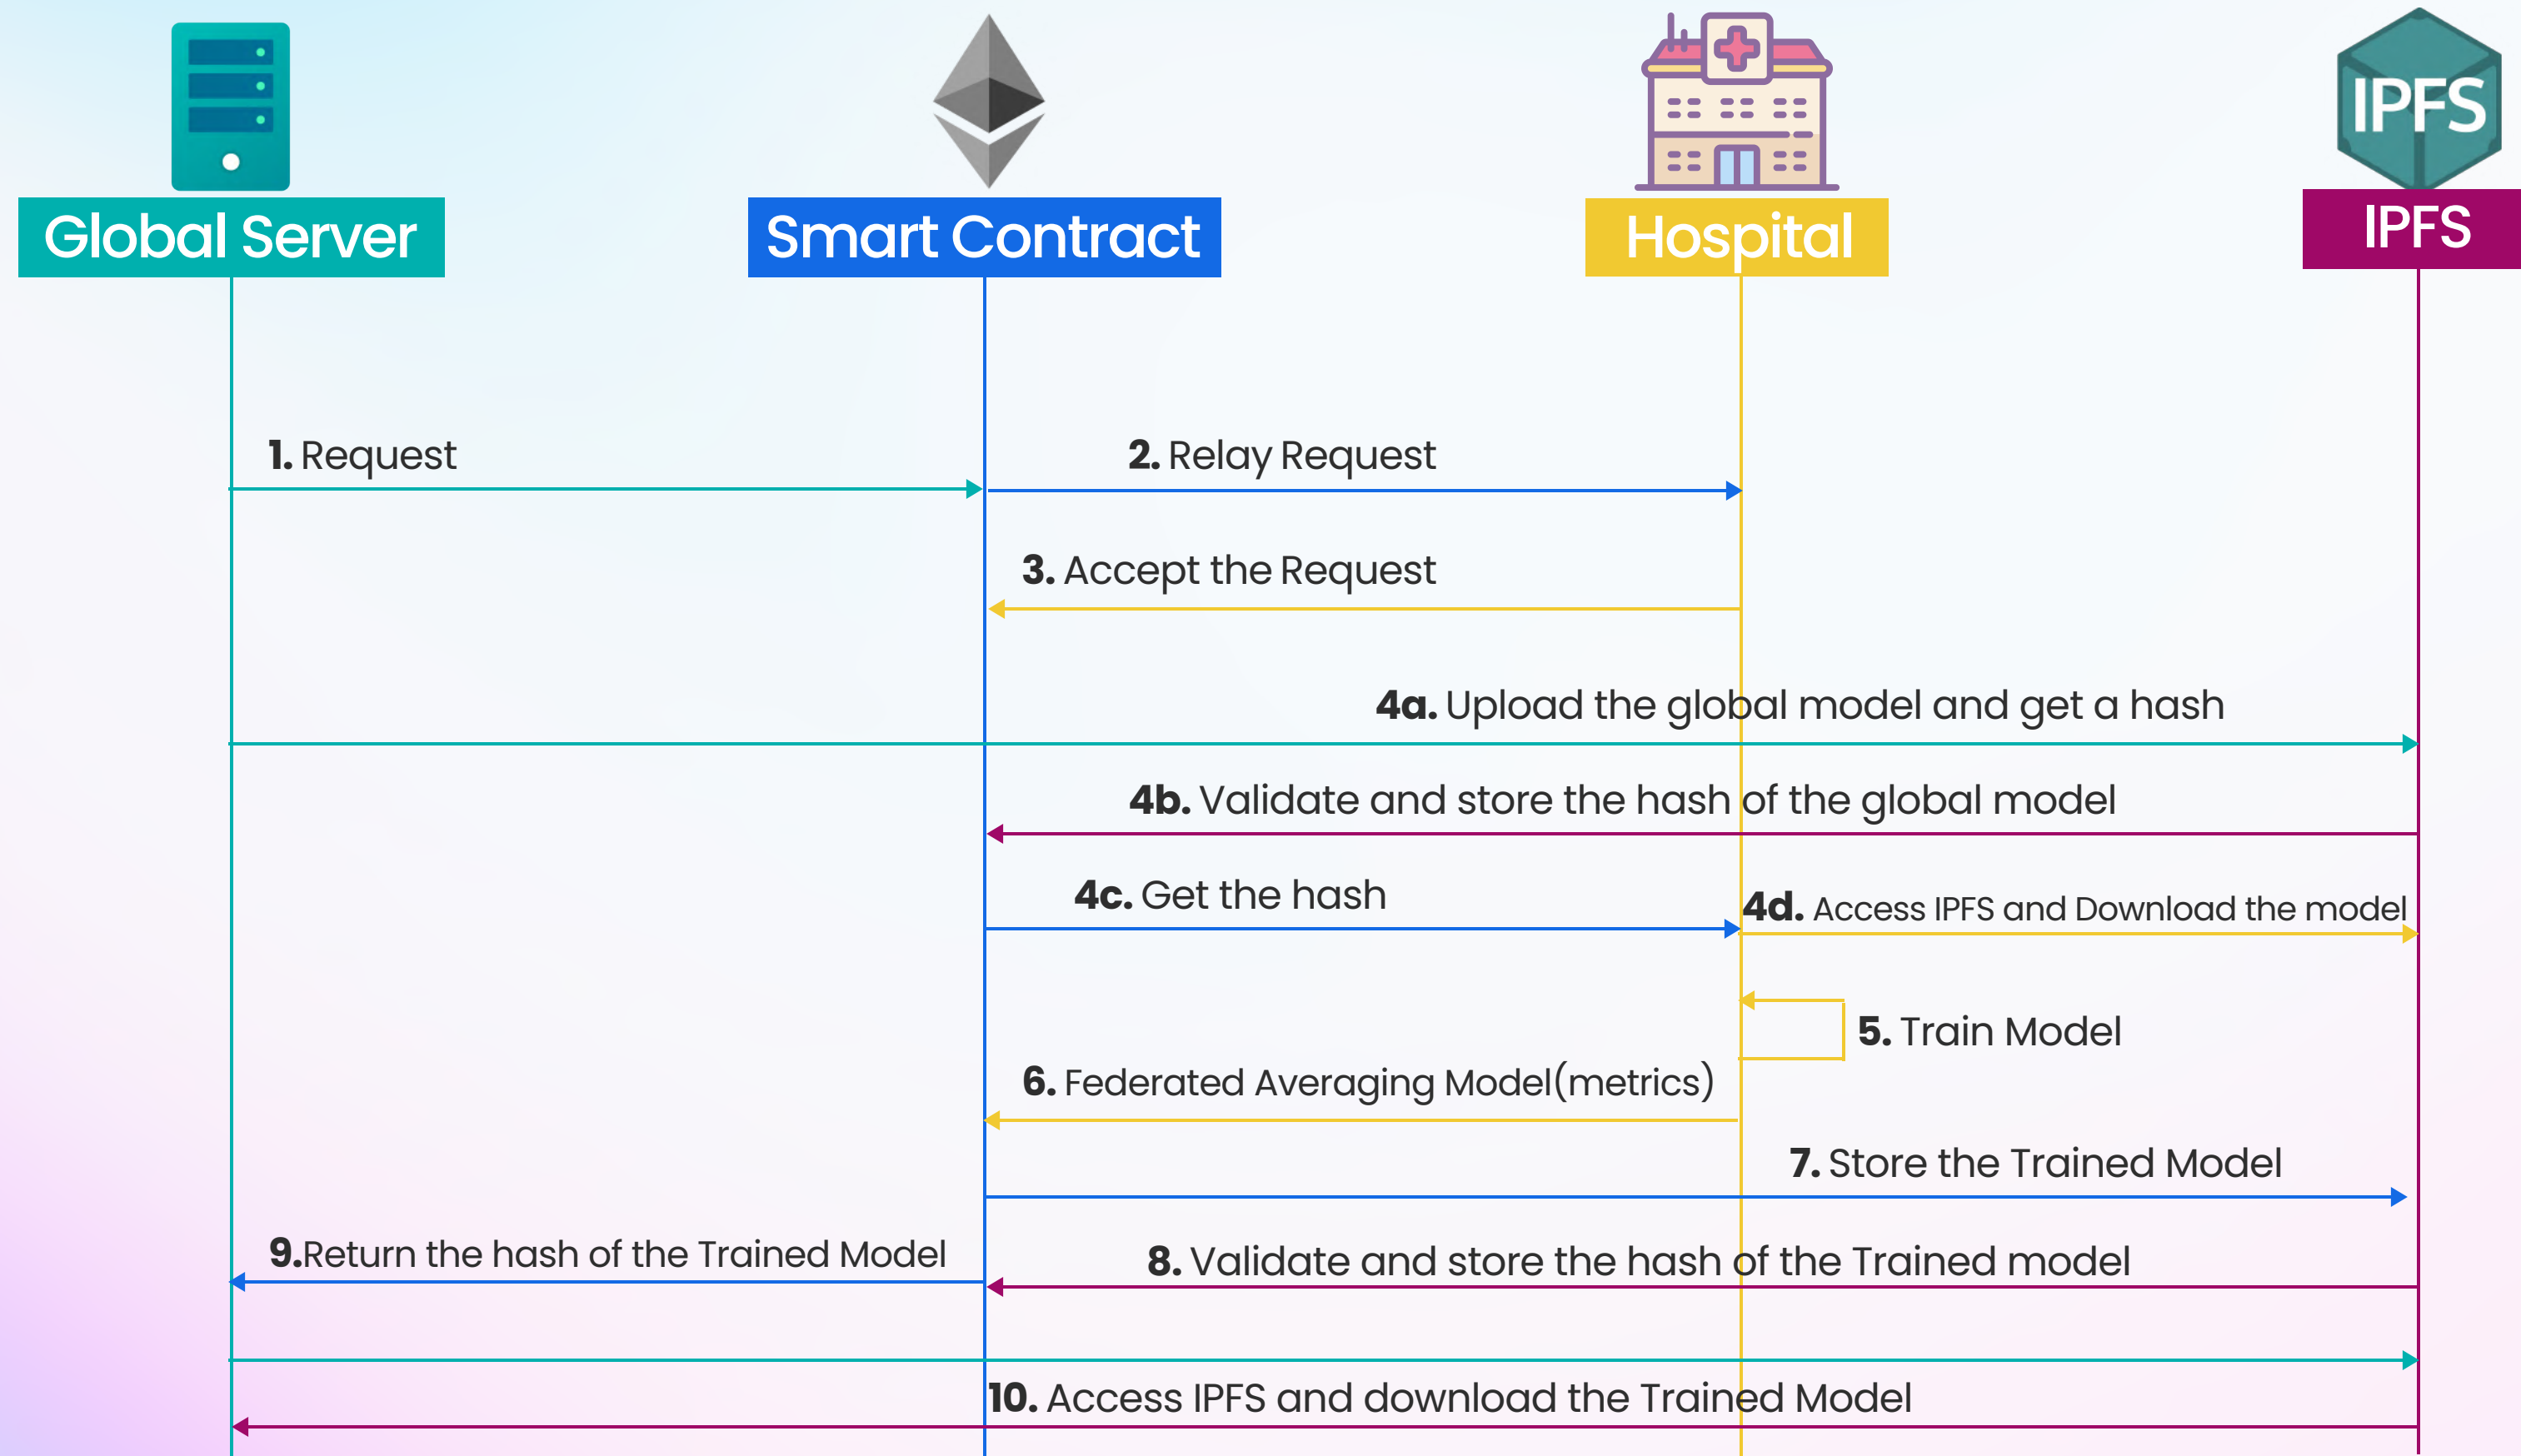 IPFS
Global Server
Smart Contract
Hospital
IPFS
1. Request
2. Relay Request
3. Accept the Request
4a. Upload the global model and get a hash
4b. Validate and store the hash of the global model
4c. Get the hash
4d. Access IPFS and Download the model
5. Train Model
6. Federated Averaging Model(metrics)
7. Store the Trained Model
9.Return the hash of the Trained Model
8. Validate and store the hash of the Trained model
10. Access IPFS and download the Trained Model